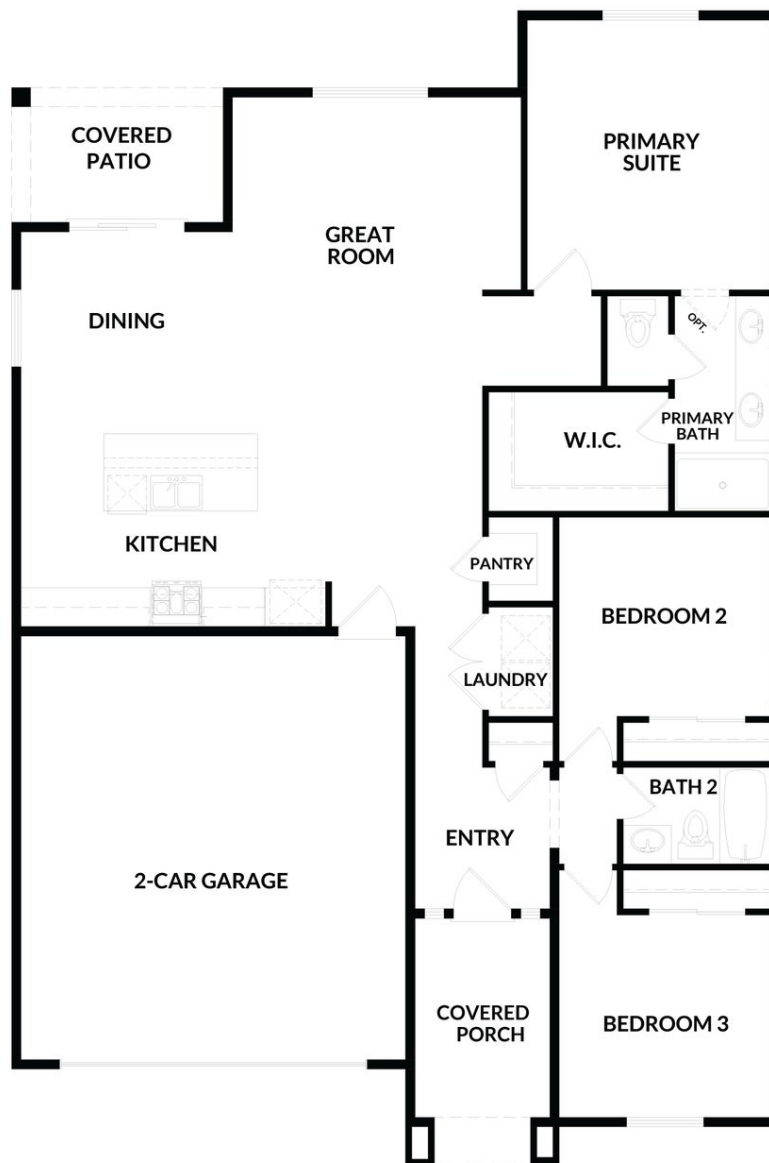 COVERED
PATIO
PRIMARY
SUITE
GREAT
ROOM
DINING
OPT.
PRIMARY
BATH
W.I.C.
KITCHEN
PANTRY
BEDROOM 2
LAUNDRY
BATH 2
ENTRY
2-CAR GARAGE
COVERED
PORCH
BEDROOM 3